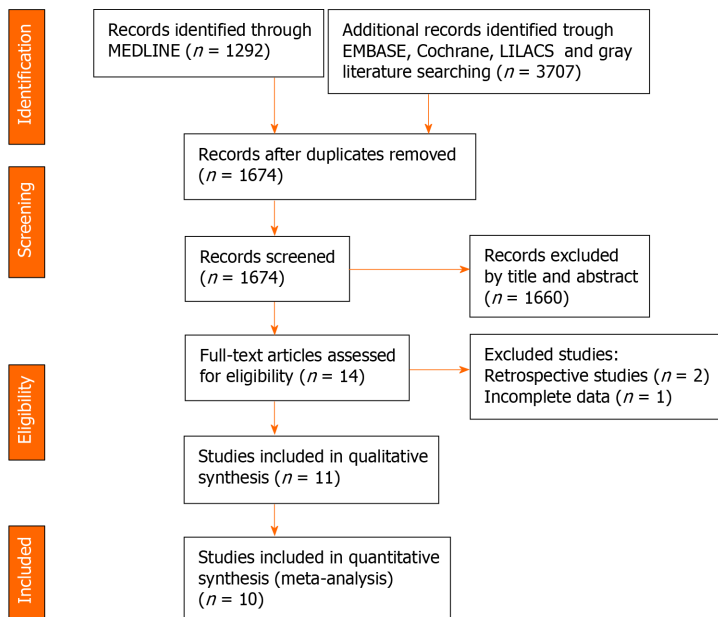 Identification
Records identified through
MEDLINE (n = 1292)
Additional records identified trough
EMBASE, Cochrane, LILACS and gray
literature searching (n = 3707)
Records after duplicates removed
(n = 1674)
Screening
Records screened
(n = 1674)
Records excluded
by title and abstract
(n = 1660)
Eligibility
Full-text articles assessed
for eligibility (n = 14)
Excluded studies:
Retrospective studies (n = 2)
Incomplete data (n = 1)
Studies included in qualitative
synthesis (n = 11)
Included
Studies included in quantitative
synthesis (meta-analysis)
(n = 10)